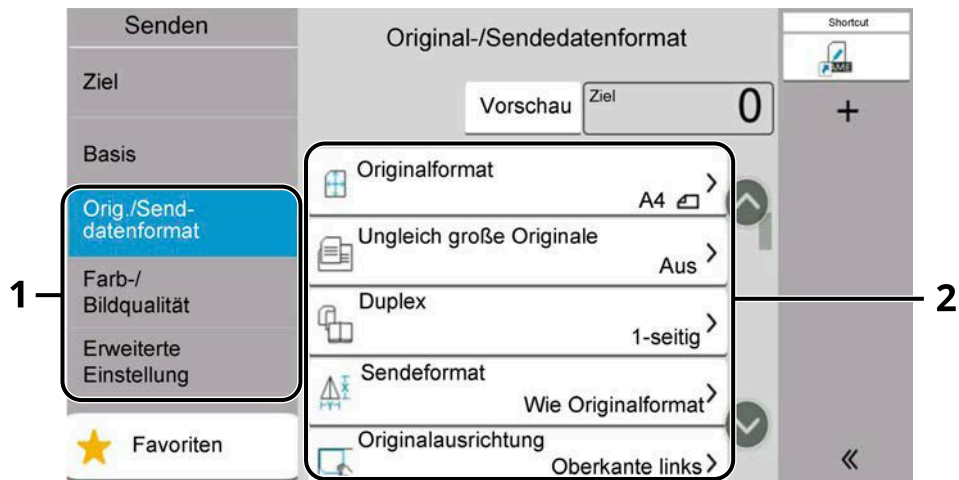 Senden
Ziel
Basis
Orig./Send-
datenformat
Farb-/
Bildqualität
Erweiterte
Einstellung
Favoriten
1
Original-/Sendedatenformat
Vorschau
Ziel
0
Originalformat
A4
Ungleich große Originale
Aus
Duplex
1-seitig
Sendeformat
Wie Originalformat
Originalausrichtung
Oberkante links
2
Shortcut
+